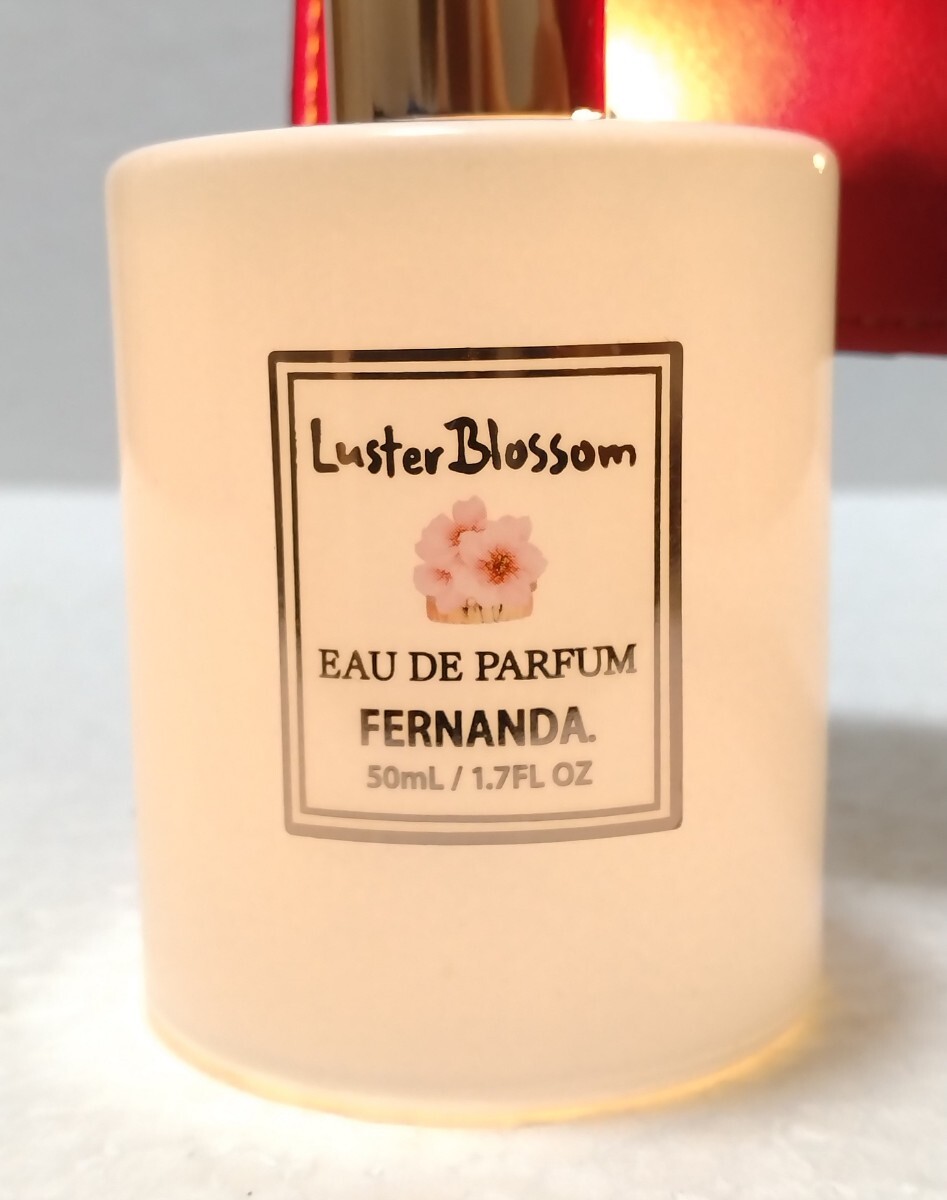 Luster Blossom
EAU DE PARFUM
FERNANDA.
50mL / 1.7FL OZ